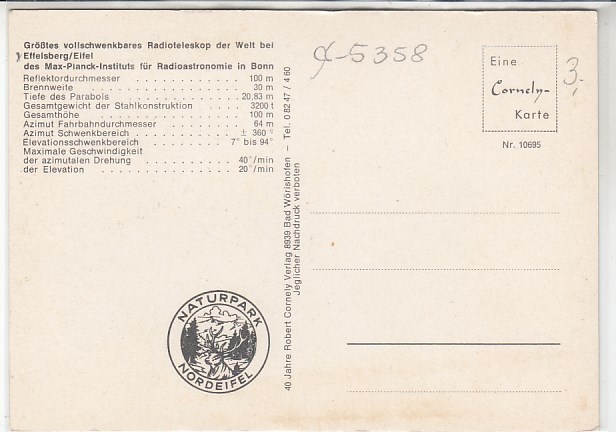 Größtes vollschwenkbares Radioteleskop der Welt bei
Effelsberg/Eifel
des Max-Planck-Instituts für Radioastronomie in Bonn
Reflektordurchmesser . . . . . . . . . . . 100 m
Brennweite . . . . . . . . . . . . . . . . 30 m
Tiefe des Parabols . . . . . . . . . . . . 20,83 m
Gesamtgewicht der Stahlkonstruktion . . 3200 t
Gesamthöhe . . . . . . . . . . . . . . . . 100 m
Azimut Fahrbahndurchmesser . . . . . . . 64 m
Azimut Schwenkbereich . . . . . . . . . ± 360 °
Elevationsschwenkbereich . . . . . . 7° bis 94°
Maximale Geschwindigkeit
der azimutalen Drehung . . . . . . . . 40°/min
der Elevation . . . . . . . . . . . . . 20°/min
NATURPARK
NORDEIFEL
40 Jahre Robert Cornely Verlag 8939 Bad Wörishofen - Tel. 0 82 47 / 4 60
Jeglicher Nachdruck verboten
-5358
Eine
Cornely-
Karte
Nr. 10695
3,-